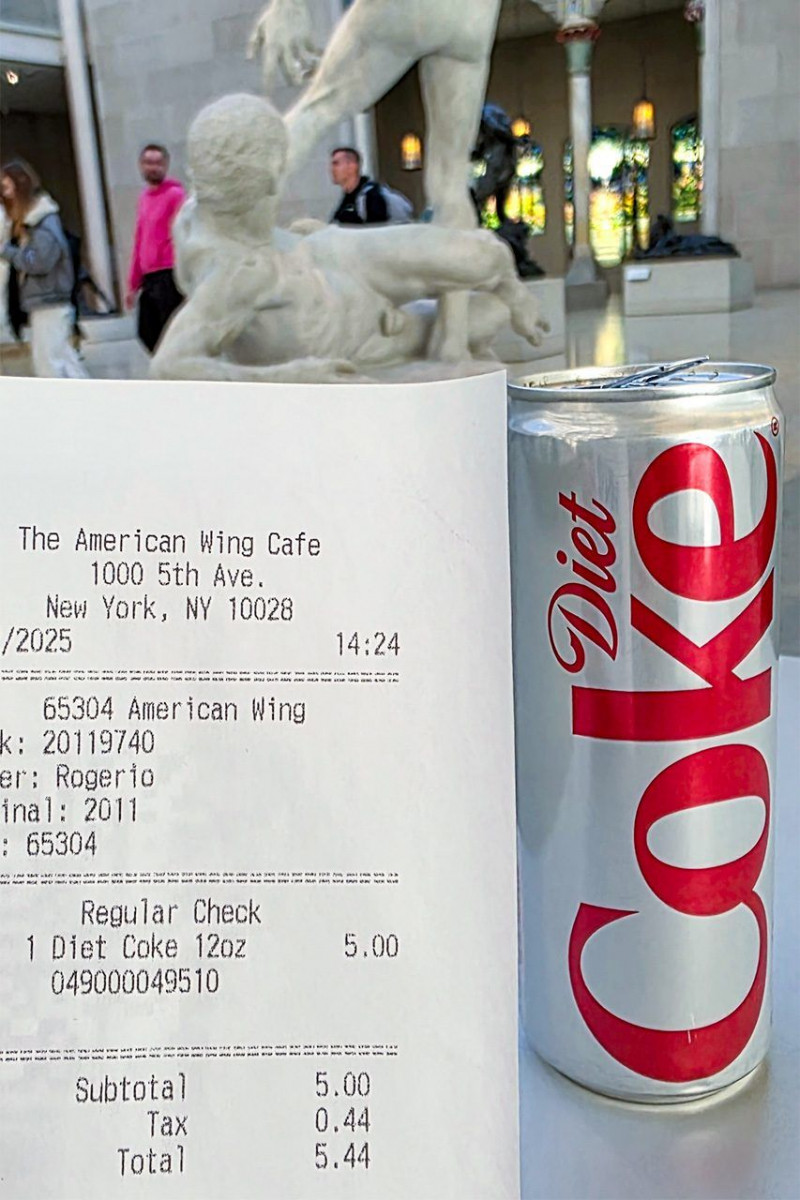 The American Wing Cafe
1000 5th Ave.
New York, NY 10028
/2025 14:24
65304 American Wing
k: 20119740
er: Rogerio
inal: 2011
: 65304
Regular Check
1 Diet Coke 12oz 5.00
049000049510
Subtotal 5.00
Tax 0.44
Total 5.44
Diet
Coke®